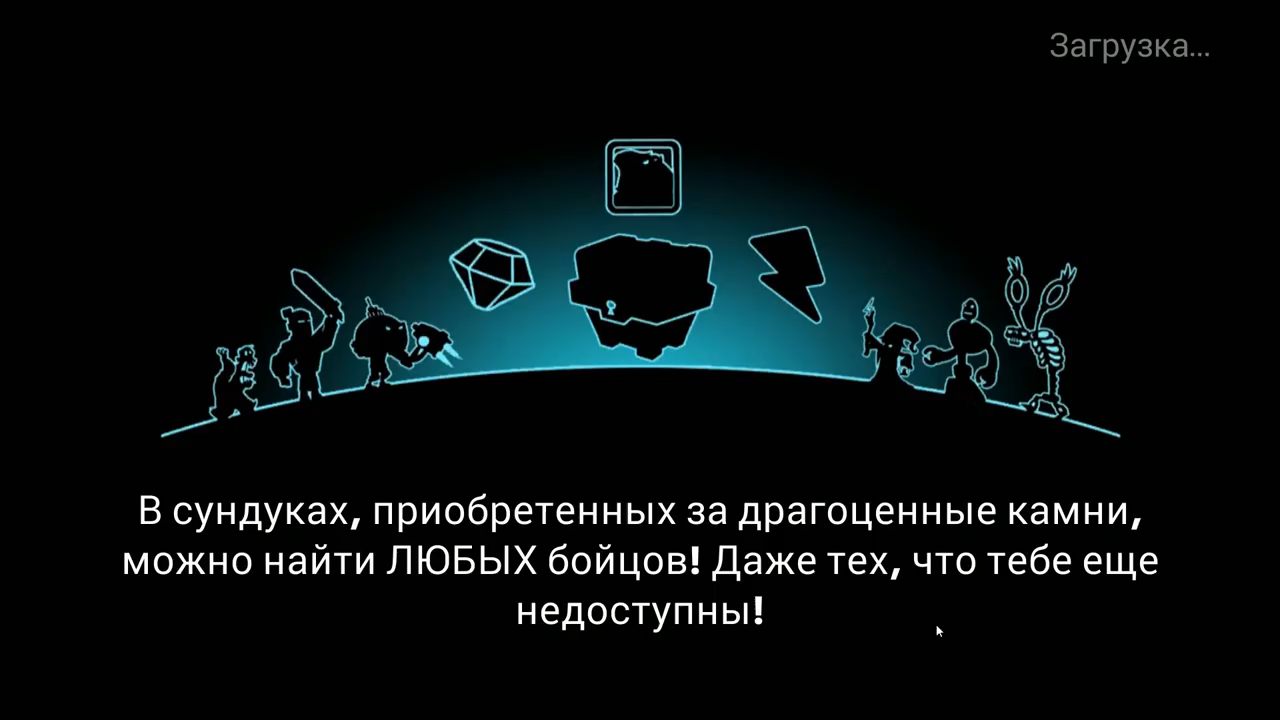 Загрузка...
В сундуках, приобретенных за драгоценные камни,
можно найти ЛЮБЫХ бойцов! Даже тех, что тебе еще
недоступны!